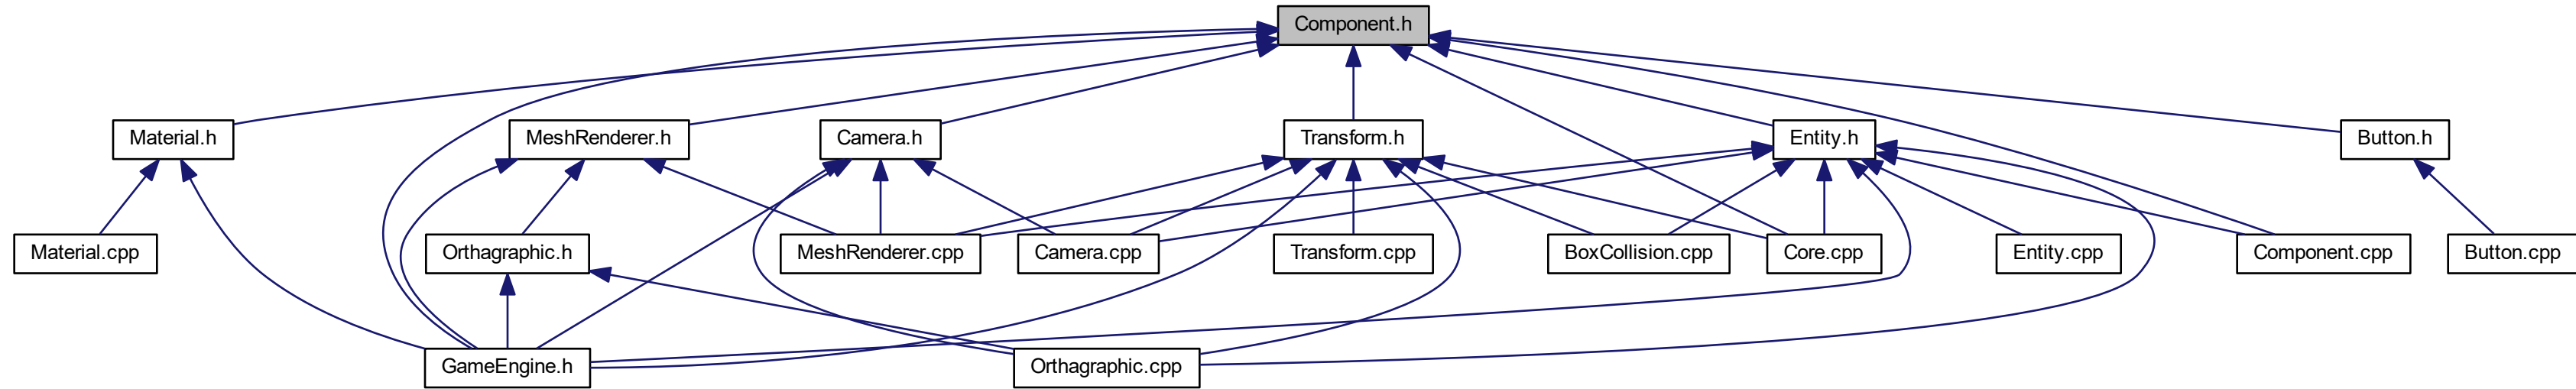 Component.h
Material.h
MeshRenderer.h
Camera.h
Transform.h
Entity.h
Button.h
Material.cpp
Orthagraphic.h
MeshRenderer.cpp
Camera.cpp
Transform.cpp
BoxCollision.cpp
Core.cpp
Entity.cpp
Component.cpp
Button.cpp
GameEngine.h
Orthagraphic.cpp